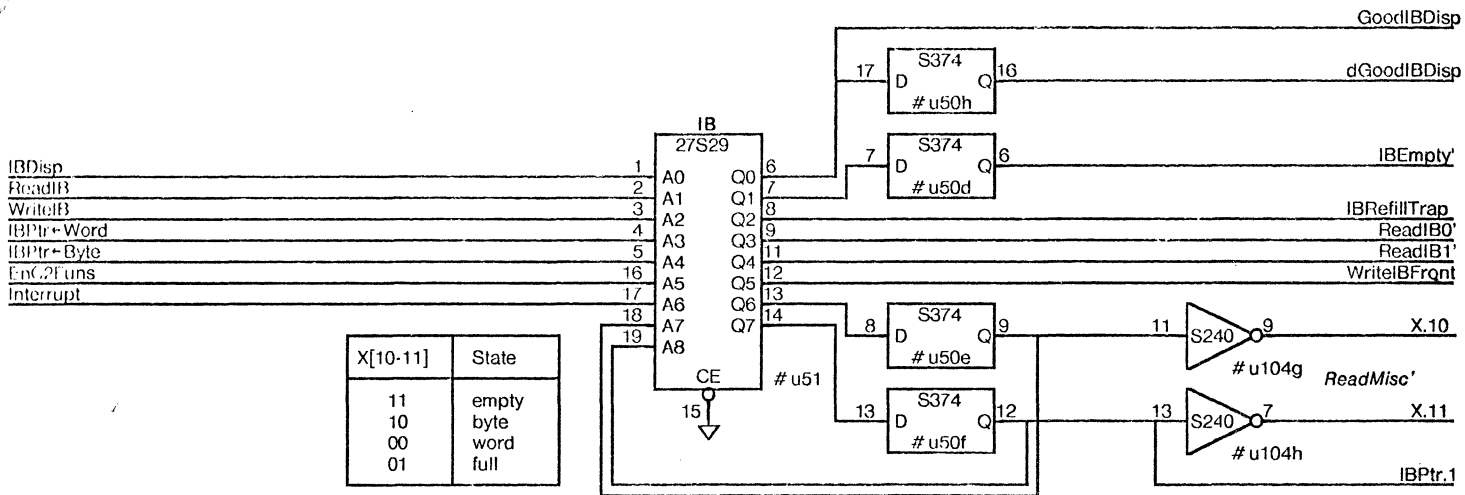 GoodIBDisp
S374
17 D Q 16 dGoodIBDisp
# u50h
IB
27S29
S374
7 D Q 6 IBEmpty'
# u50d
IBDisp 1 A0 Q0 6
ReadIB 2 A1 Q1 7
WriteIB 3 A2 Q2 8 IBRefillTrap
IBPtr←Word 4 A3 Q3 9 ReadIB0'
IBPtr←Byte 5 A4 Q4 11 ReadIB1'
EnC2Funs 16 A5 Q5 12 WriteIBFront
Interrupt 17 A6 Q6 13
18 A7 Q7 14
19 A8
CE
15
# u51
S374
8 D Q 9
# u50e
11 S240 9 X.10
# u104g
ReadMisc'
S374
13 D Q 12
# u50f
13 S240 7 X.11
# u104h
IBPtr.1
X[10-11] State
11 empty
10 byte
00 word
01 full